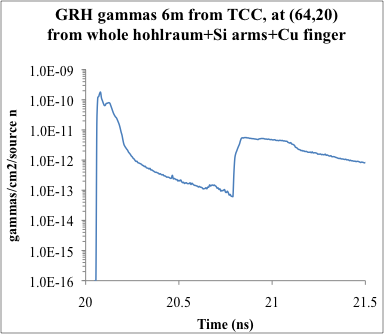 GRH gammas 6m from TCC, at (64,20)
from whole hohlraum+Si arms+Cu finger
gammas/cm2/source n
1.0E-09
1.0E-10
1.0E-11
1.0E-12
1.0E-13
1.0E-14
1.0E-15
1.0E-16
20
20.5
21
21.5
Time (ns)